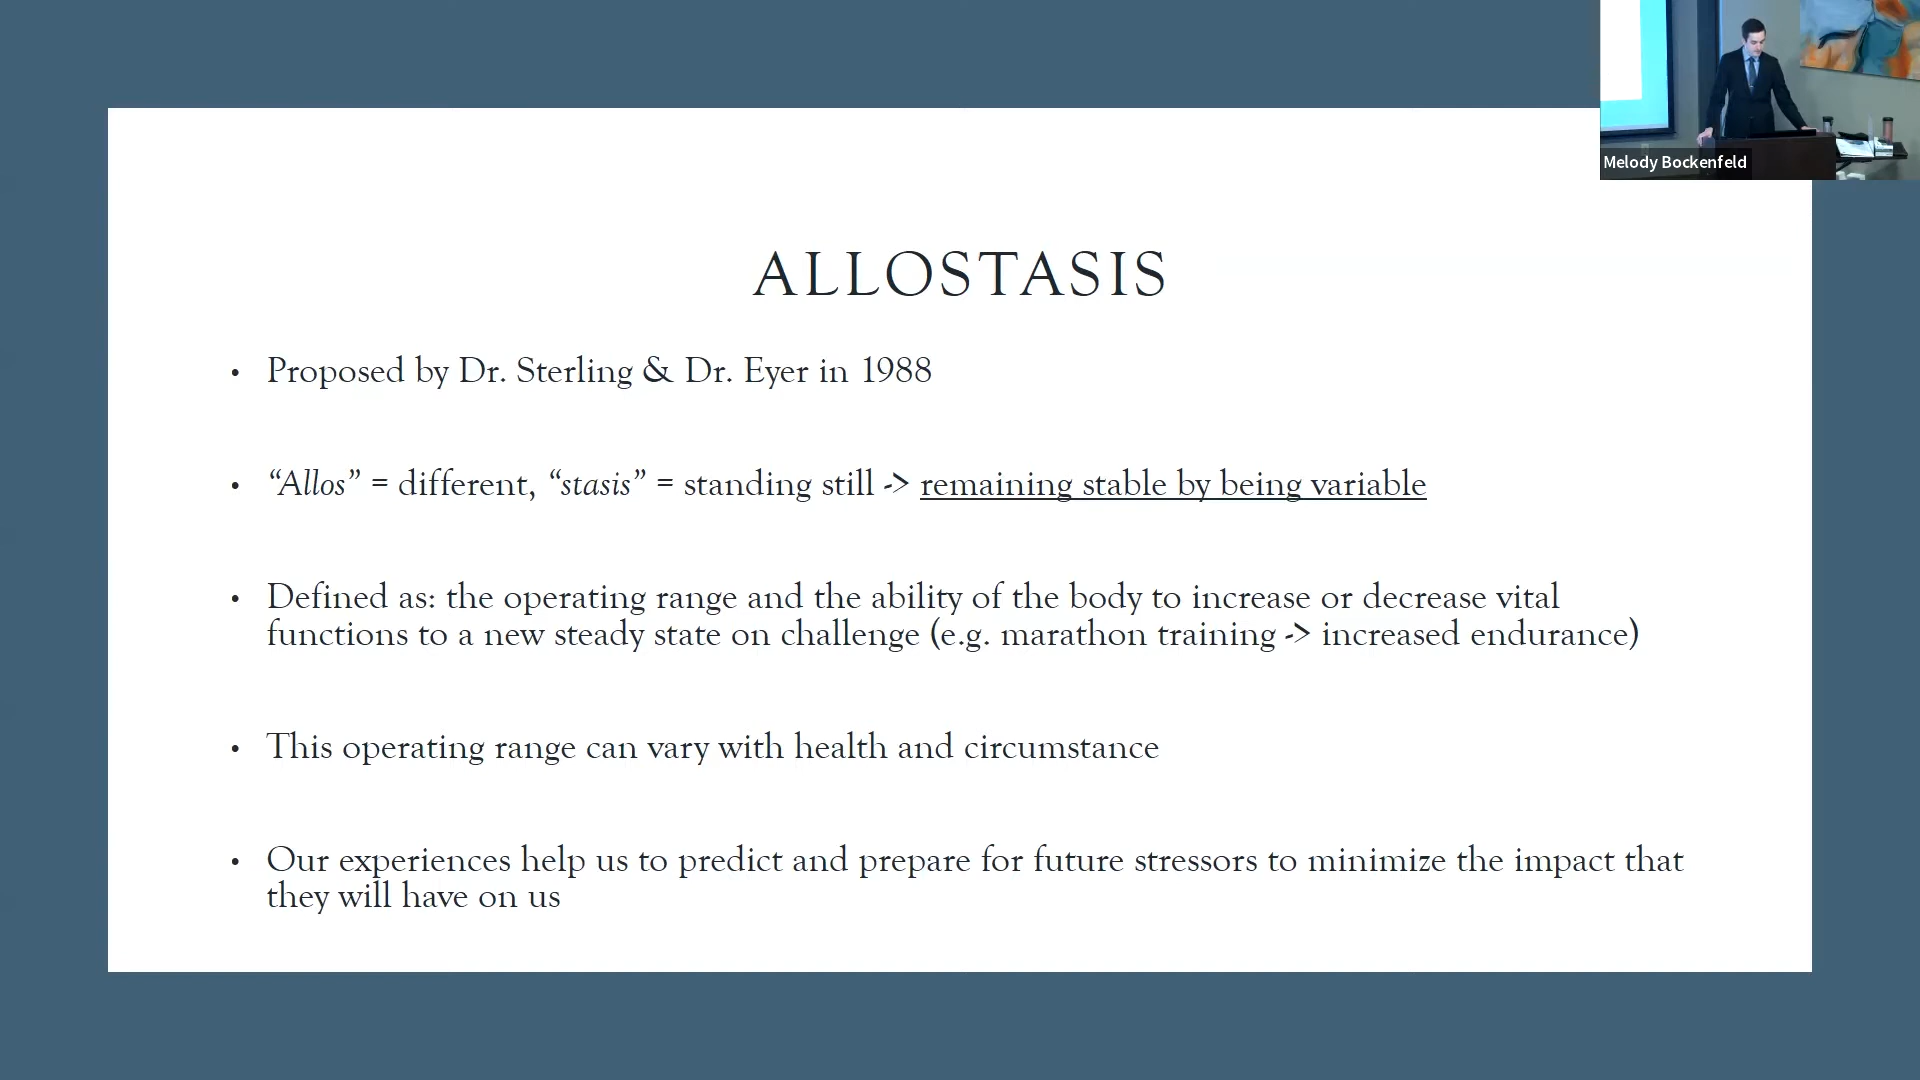 Melody Bockenfeld
ALLOSTASIS
• Proposed by Dr. Sterling & Dr. Eyer in 1988
• “Allos” = different, “stasis” = standing still -> remaining stable by being variable
• Defined as: the operating range and the ability of the body to increase or decrease vital
functions to a new steady state on challenge (e.g. marathon training -> increased endurance)
• This operating range can vary with health and circumstance
• Our experiences help us to predict and prepare for future stressors to minimize the impact that
they will have on us